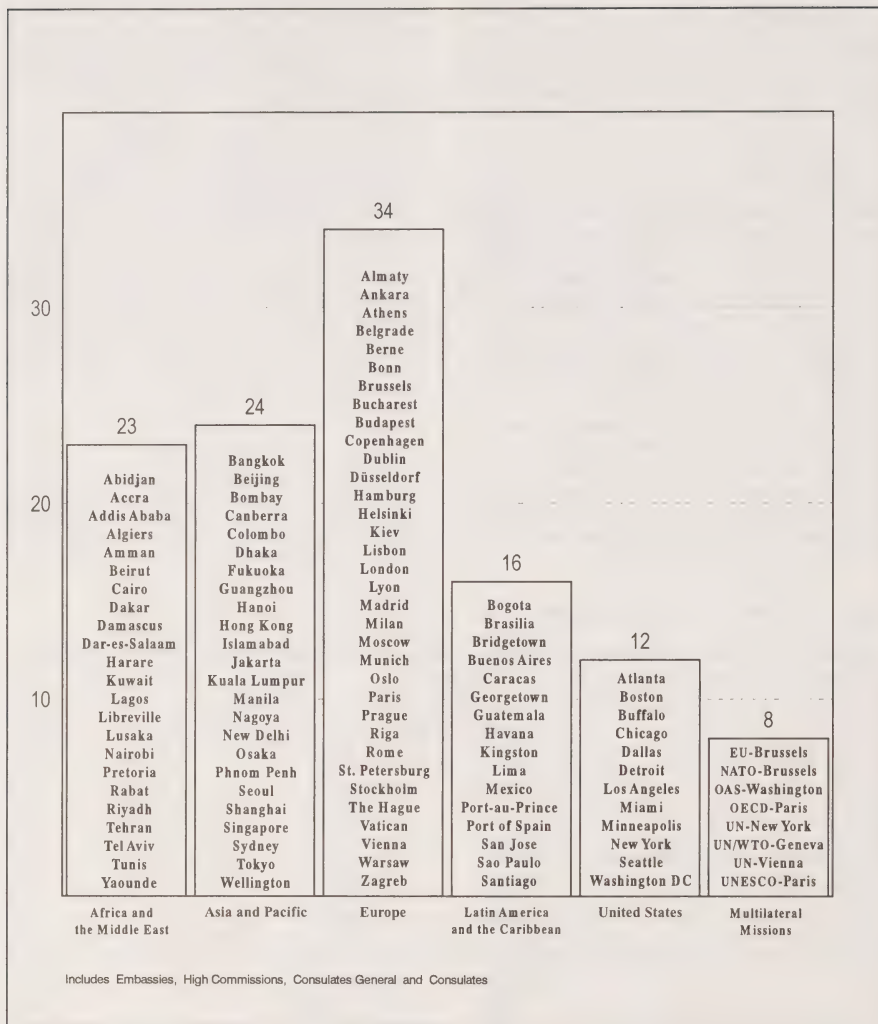 34
30
24
23
20
16
12
10
8
Abidjan
Accra
Addis Ababa
Algiers
Amman
Beirut
Cairo
Dakar
Damascus
Dar-es-Salaam
Harare
Kuwait
Lagos
Libreville
Lusaka
Nairobi
Pretoria
Rabat
Riyadh
Tehran
Tel Aviv
Tunis
Yaounde
Africa and
the Middle East
Bangkok
Beijing
Bombay
Canberra
Colombo
Dhaka
Fukuoka
Guangzhou
Hanoi
Hong Kong
Islamabad
Jakarta
Kuala Lumpur
Manila
Nagoya
New Delhi
Osaka
Phnom Penh
Seoul
Shanghai
Singapore
Sydney
Tokyo
Wellington
Asia and Pacific
Almaty
Ankara
Athens
Belgrade
Berne
Bonn
Brussels
Bucharest
Budapest
Copenhagen
Dublin
Düsseldorf
Hamburg
Helsinki
Kiev
Lisbon
London
Lyon
Madrid
Milan
Moscow
Munich
Oslo
Paris
Prague
Riga
Rome
St. Petersburg
Stockholm
The Hague
Vatican
Vienna
Warsaw
Zagreb
Europe
Bogota
Brasilia
Bridgetown
Buenos Aires
Caracas
Georgetown
Guatemala
Havana
Kingston
Lima
Mexico
Port-au-Prince
Port of Spain
San Jose
Sao Paulo
Santiago
Latin America
and the Caribbean
Atlanta
Boston
Buffalo
Chicago
Dallas
Detroit
Los Angeles
Miami
Minneapolis
New York
Seattle
Washington DC
United States
EU-Brussels
NATO-Brussels
OAS-Washington
OECD-Paris
UN-New York
UN/WTO-Geneva
UN-Vienna
UNESCO-Paris
Multilateral
Missions
Includes Embassies, High Commissions, Consulates General and Consulates